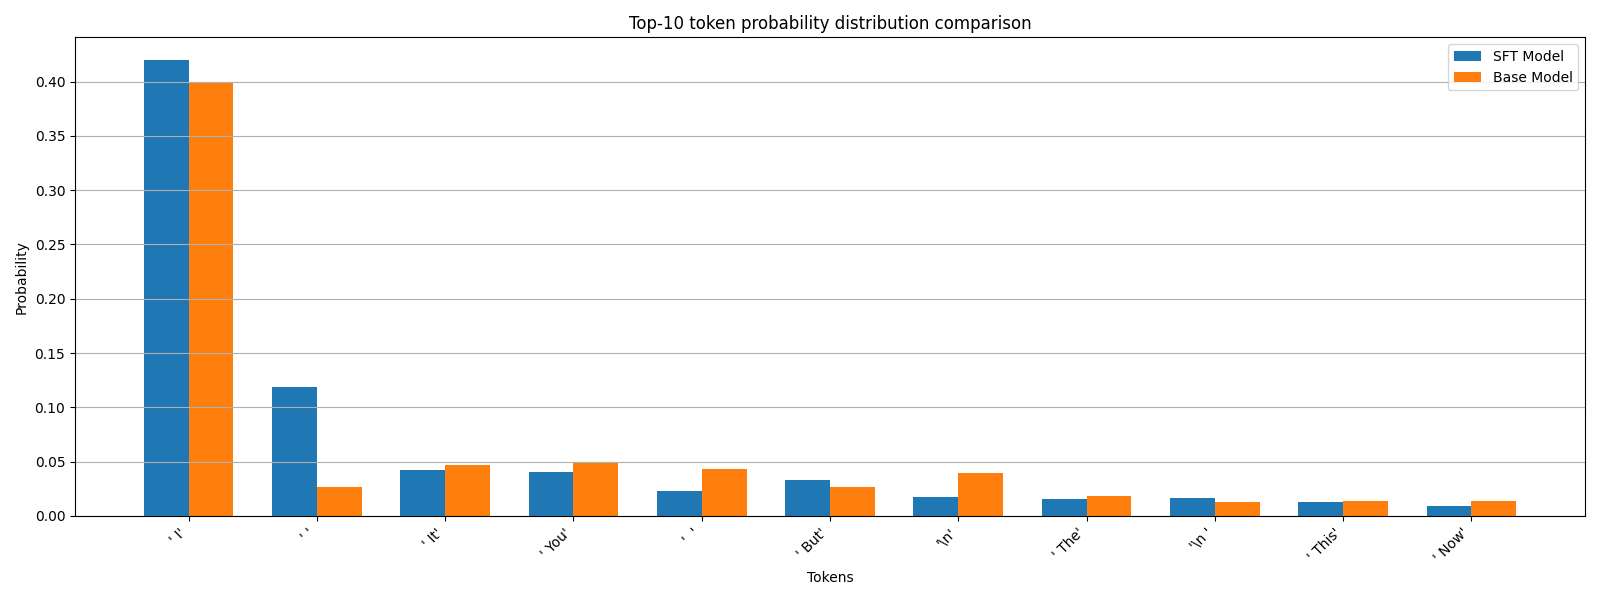 Top-10 token probability distribution comparison
SFT Model
Base Model
Probability
0.40
0.35
0.30
0.25
0.20
0.15
0.10
0.05
0.00
' I'
' '
' It'
' You'
'  '
' But'
'\n'
' The'
'\n '
' This'
' Now'
Tokens